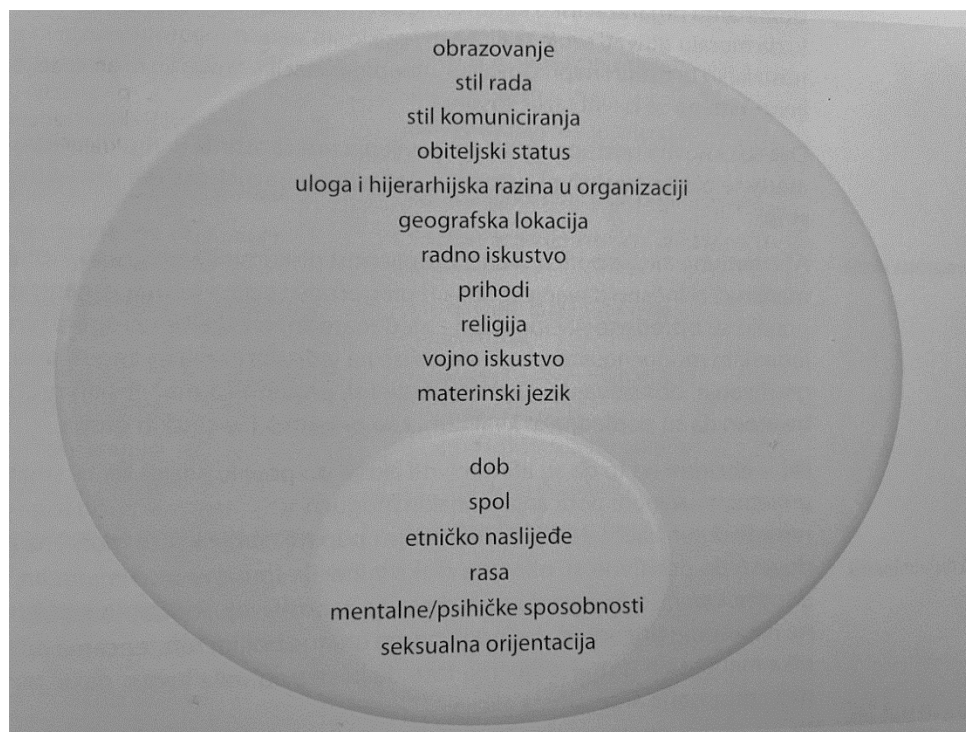 obrazovanje
stil rada
stil komuniciranja
obiteljski status
uloga i hijerarhijska razina u organizaciji
geografska lokacija
radno iskustvo
prihodi
religija
vojno iskustvo
materinski jezik
dob
spol
etničko naslijeđe
rasa
mentalne/psihičke sposobnosti
seksualna orijentacija